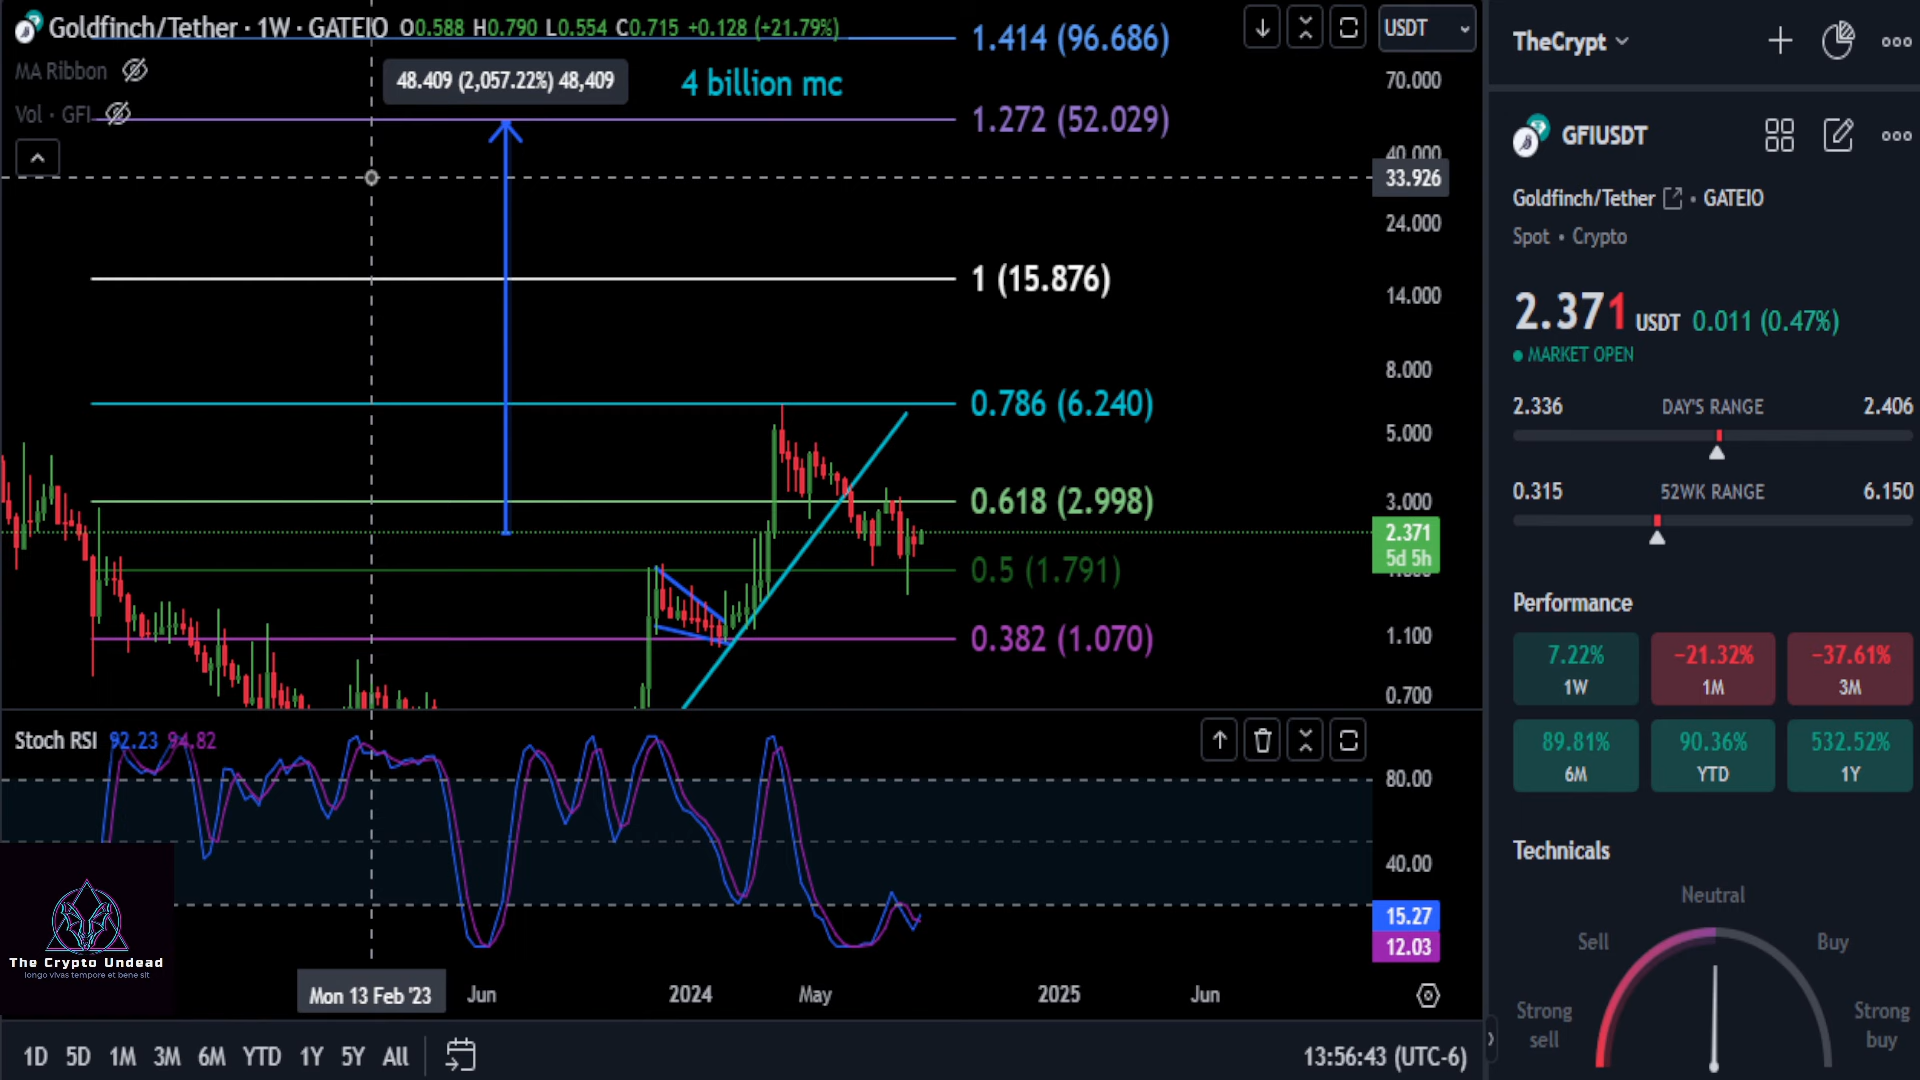 Goldfinch/Tether · 1W · GATEIO O0.588 H0.790 L0.554 C0.715 +0.128 (+21.79%)
MA Ribbon
Vol · GFI
48.409 (2,057.22%) 48,409
4 billion mc
1.414 (96.686)
1.272 (52.029)
1 (15.876)
0.786 (6.240)
0.618 (2.998)
0.5 (1.791)
0.382 (1.070)
USDT
70.000
40.000
33.926
24.000
14.000
8.000
5.000
3.000
2.371
5d 5h
1.100
0.700
Stoch RSI 92.23 94.82
80.00
40.00
15.27
12.03
The Crypto Undead
longo vivas tempore et bene sit
Mon 13 Feb '23
Jun
2024
May
2025
Jun
1D 5D 1M 3M 6M YTD 1Y 5Y All
13:56:43 (UTC-6)
TheCrypt
GFIUSDT
Goldfinch/Tether • GATEIO
Spot • Crypto
2.371 USDT 0.011 (0.47%)
MARKET OPEN
2.336 DAY'S RANGE 2.406
0.315 52WK RANGE 6.150
Performance
7.22% −21.32% −37.61%
1W 1M 3M
89.81% 90.36% 532.52%
6M YTD 1Y
Technicals
Neutral
Sell Buy
Strong sell
Strong buy